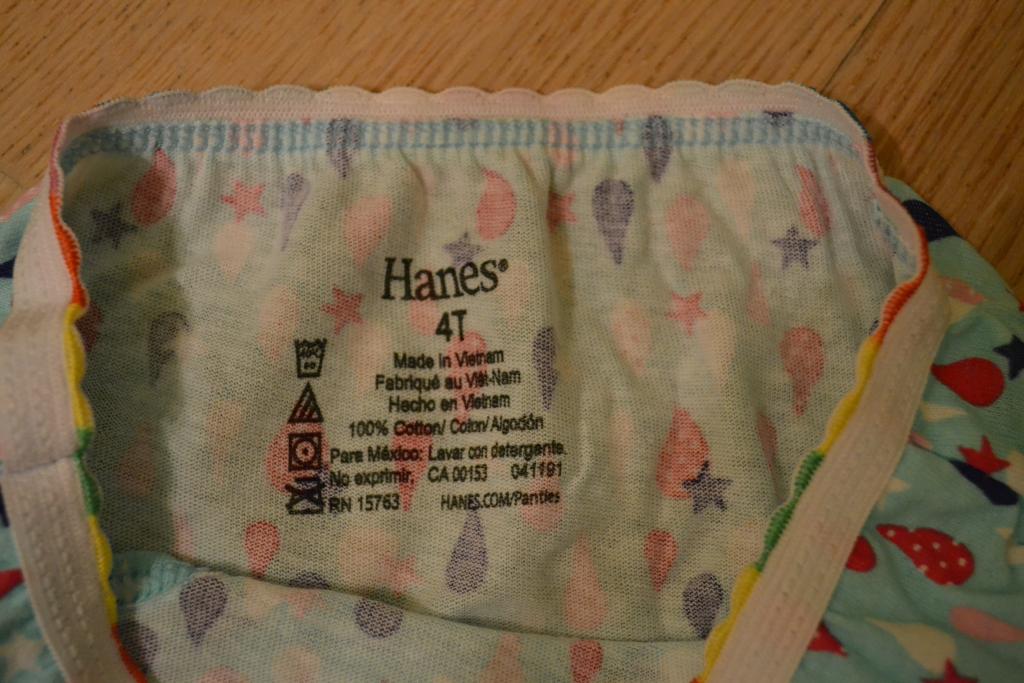 Hanes®
4T
Made in Vietnam
Fabriqué au Viêt-Nam
Hecho en Vietnam
100% Cotton/ Coton/ Algodón
Para México: Lavar con detergente.
No exprimir. CA 00153 041191
RN 15763 HANES.COM/Panties